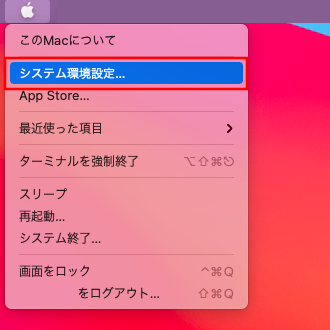 このMacについて
システム環境設定...
App Store...
最近使った項目
ターミナルを強制終了 ⌥⇧⌘⎋
スリープ
再起動...
システム終了...
画面をロック ^⌘Q
をログアウト... ⇧⌘Q